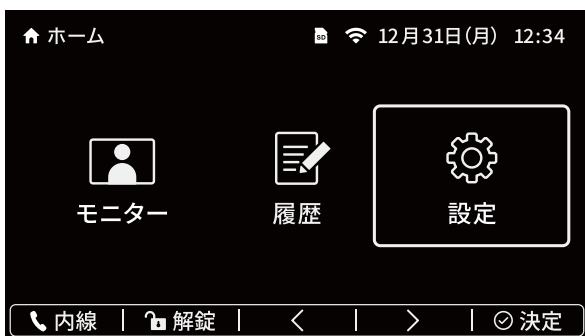 ホーム SD 12月31日(月) 12:34
モニター 履歴 設定
内線 解錠 < > 決定